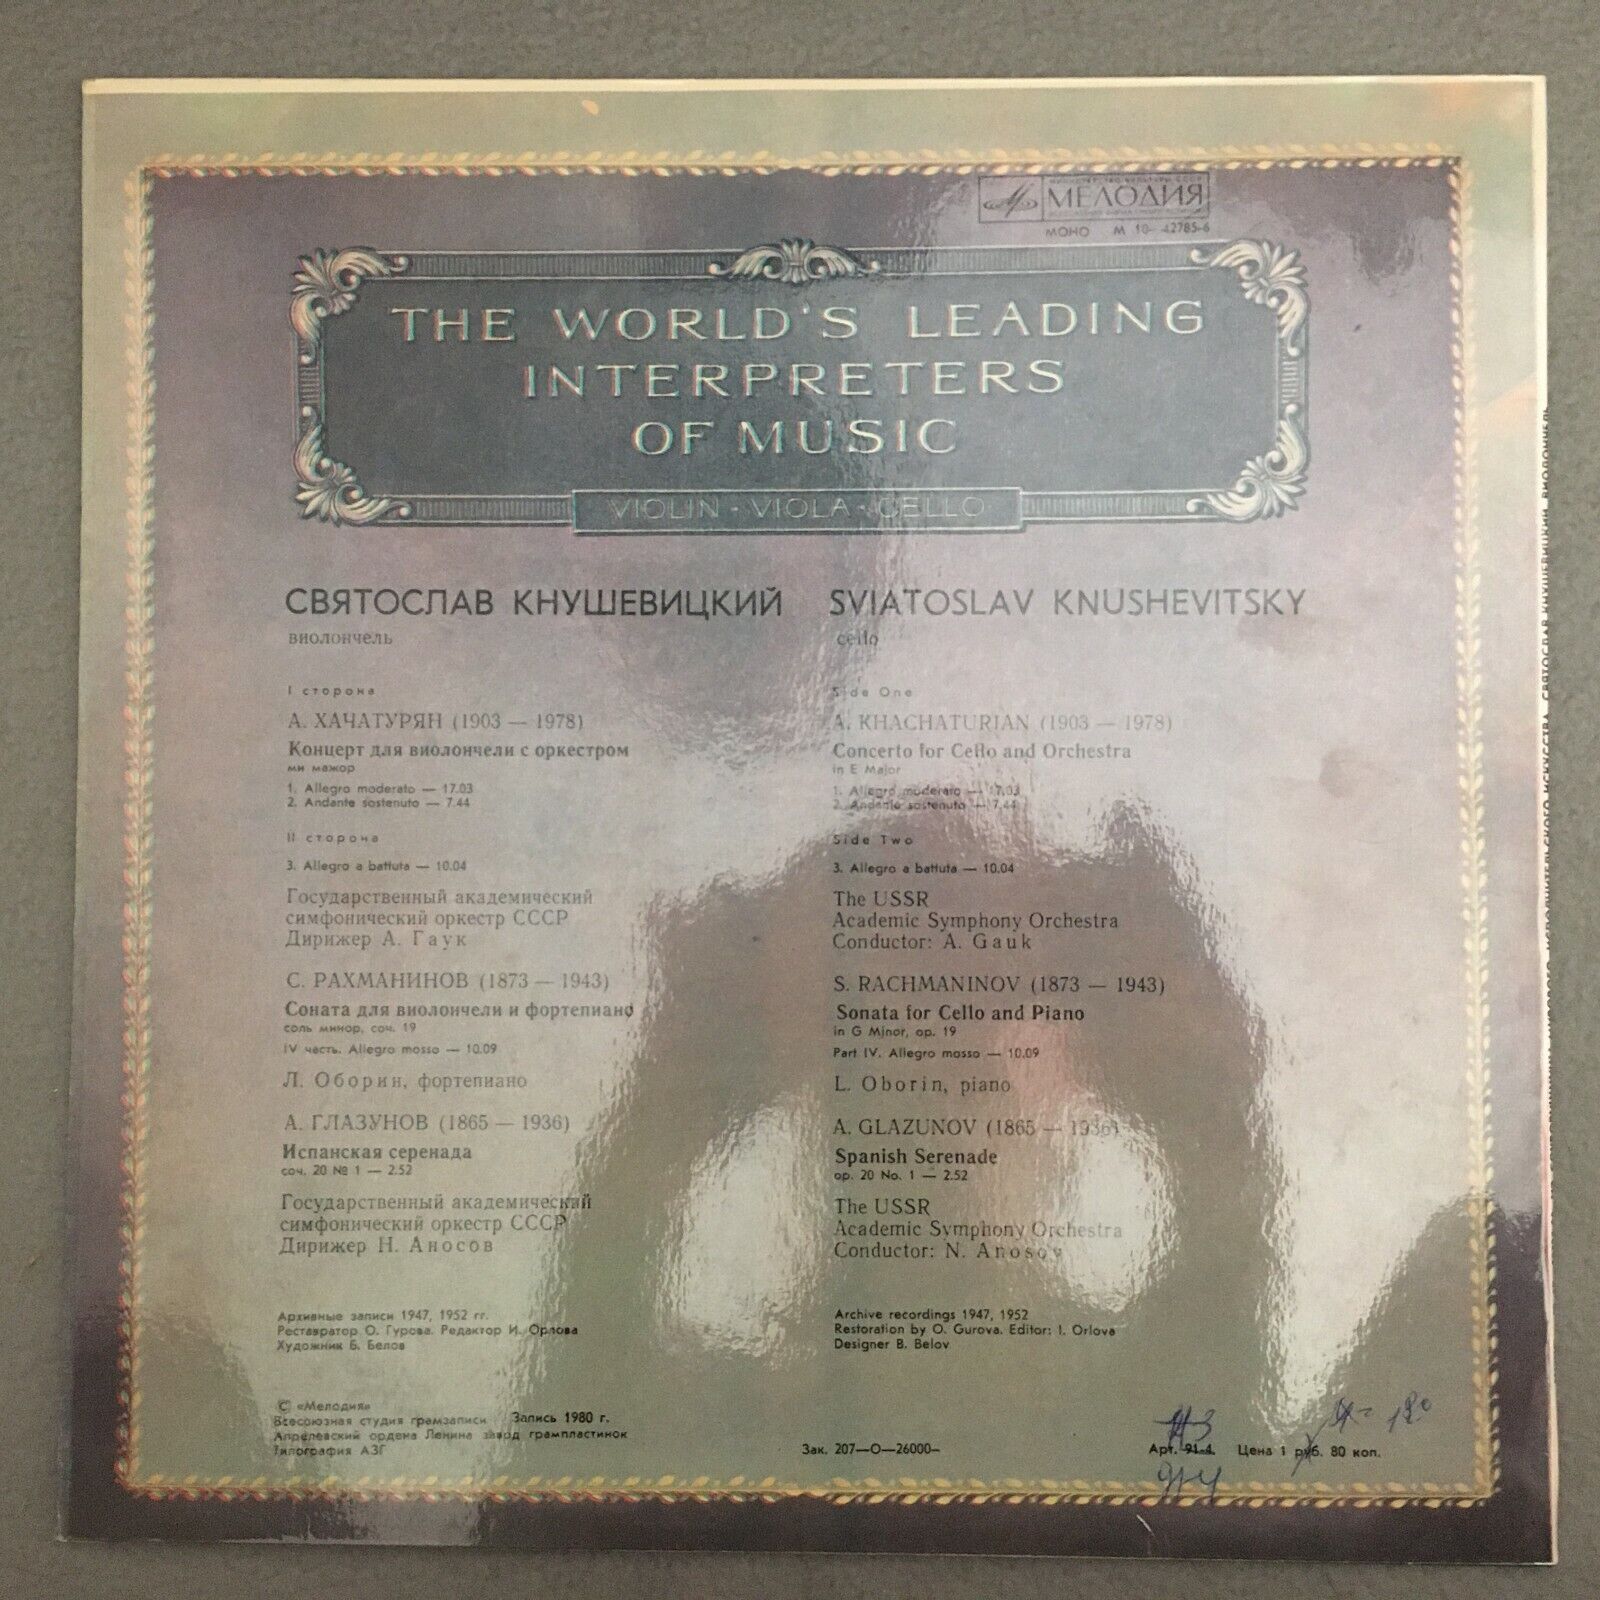 МЕЛОДИЯ
МОНО М 10-42785-6
THE WORLD'S LEADING
INTERPRETERS
OF MUSIC
VIOLIN · VIOLA · CELLO
СВЯТОСЛАВ КНУШЕВИЦКИЙ
виолончель
I сторона
А. ХАЧАТУРЯН (1903 — 1978)
Концерт для виолончели с оркестром
ми мажор
1. Allegro moderato — 17.03
2. Andante sostenuto — 7.44
II сторона
3. Allegro a battuta — 10.04
Государственный академический
симфонический оркестр СССР
Дирижер А. Гаук
С. РАХМАНИНОВ (1873 — 1943)
Соната для виолончели и фортепиано
соль минор, соч. 19
IV часть. Allegro mosso — 10.09
Л. Оборин, фортепиано
А. ГЛАЗУНОВ (1865 — 1936)
Испанская серенада
соч. 20 № 1 — 2.52
Государственный академический
симфонический оркестр СССР
Дирижер Н. Аносов
Архивные записи 1947, 1952 гг.
Реставратор О. Гурова. Редактор И. Орлова
Художник Б. Белов
SVIATOSLAV KNUSHEVITSKY
cello
Side One
A. KHACHATURIAN (1903 — 1978)
Concerto for Cello and Orchestra
in E Major
1. Allegro moderato — 17.03
2. Andante sostenuto — 7.44
Side Two
3. Allegro a battuta — 10.04
The USSR
Academic Symphony Orchestra
Conductor: A. Gauk
S. RACHMANINOV (1873 — 1943)
Sonata for Cello and Piano
in G Minor, op. 19
Part IV. Allegro mosso — 10.09
L. Oborin, piano
A. GLAZUNOV (1865 — 1936)
Spanish Serenade
op. 20 No. 1 — 2.52
The USSR
Academic Symphony Orchestra
Conductor: N. Anosov
Archive recordings 1947, 1952
Restoration by O. Gurova. Editor: I. Orlova
Designer B. Belov
© «Мелодия»
Всесоюзная студия грамзаписи Запись 1980 г.
Апрелевский ордена Ленина завод грампластинок
Типография АЗГ
Зак. 207—О—26000—
Арт. 91-4. Цена 1 руб. 80 коп.